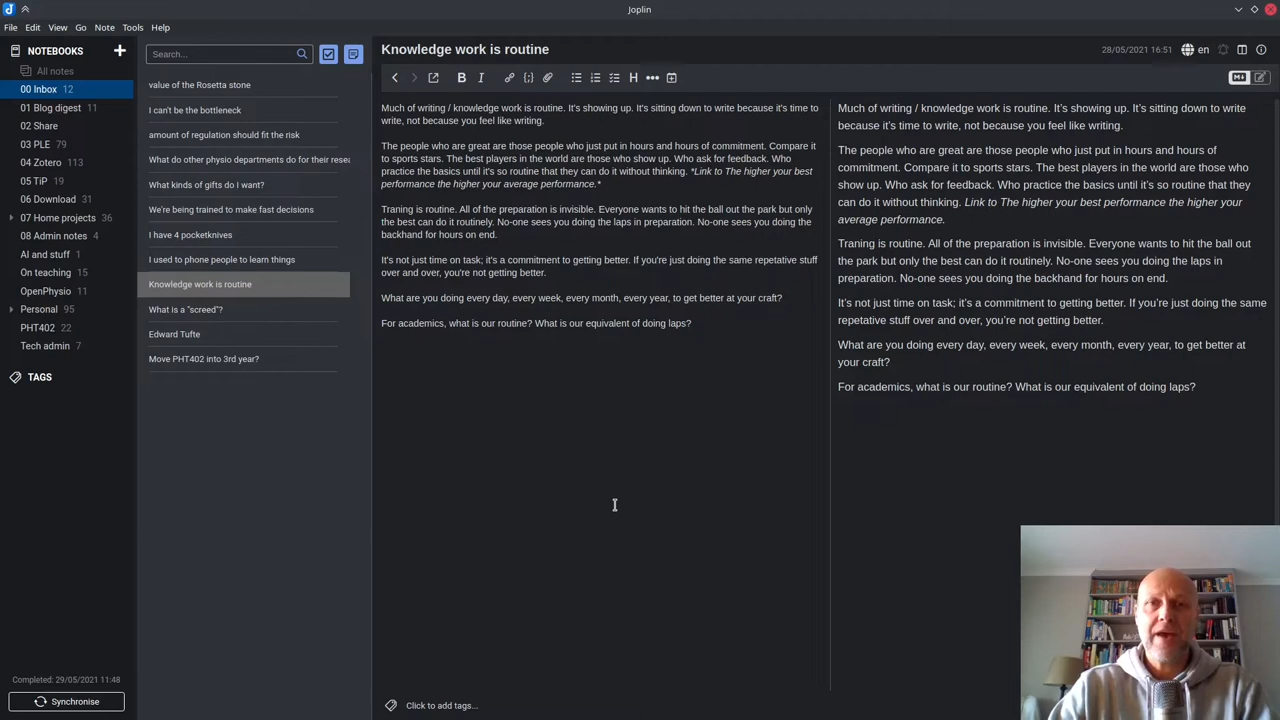 Joplin
File Edit View Go Note Tools Help
NOTEBOOKS
All notes
00 Inbox 12
01 Blog digest 11
02 Share
03 PLE 79
04 Zotero 113
05 TiP 19
06 Download 31
07 Home projects 36
08 Admin notes 4
AI and stuff 1
On teaching 15
OpenPhysio 11
Personal 95
PHT402 22
Tech admin 7
TAGS
Completed: 29/05/2021 11:48
Synchronise
Search...
value of the Rosetta stone
I can't be the bottleneck
amount of regulation should fit the risk
What do other physio departments do for their resea
What kinds of gifts do I want?
We're being trained to make fast decisions
I have 4 pocketknives
I used to phone people to learn things
Knowledge work is routine
What is a "screed"?
Edward Tufte
Move PHT402 into 3rd year?
Knowledge work is routine
28/05/2021 16:51
en
B I H
M
Much of writing / knowledge work is routine. It's showing up. It's sitting down to write because it's time to
write, not because you feel like writing.
The people who are great are those people who just put in hours and hours of commitment. Compare it
to sports stars. The best players in the world are those who show up. Who ask for feedback. Who
practice the basics until it's so routine that they can do it without thinking. *Link to The higher your best
performance the higher your average performance.*
Traning is routine. All of the preparation is invisible. Everyone wants to hit the ball out the park but only
the best can do it routinely. No-one sees you doing the laps in preparation. No-one sees you doing the
backhand for hours on end.
It's not just time on task; it's a commitment to getting better. If you're just doing the same repetative stuff
over and over, you're not getting better.
What are you doing every day, every week, every month, every year, to get better at your craft?
For academics, what is our routine? What is our equivalent of doing laps?
Much of writing / knowledge work is routine. It's showing up. It's sitting down to write
because it's time to write, not because you feel like writing.
The people who are great are those people who just put in hours and hours of
commitment. Compare it to sports stars. The best players in the world are those who
show up. Who ask for feedback. Who practice the basics until it's so routine that they
can do it without thinking. Link to The higher your best performance the higher your
average performance.
Traning is routine. All of the preparation is invisible. Everyone wants to hit the ball out
the park but only the best can do it routinely. No-one sees you doing the laps in
preparation. No-one sees you doing the backhand for hours on end.
It's not just time on task; it's a commitment to getting better. If you're just doing the same
repetative stuff over and over, you're not getting better.
What are you doing every day, every week, every month, every year, to get better at
your craft?
For academics, what is our routine? What is our equivalent of doing laps?
Click to add tags...